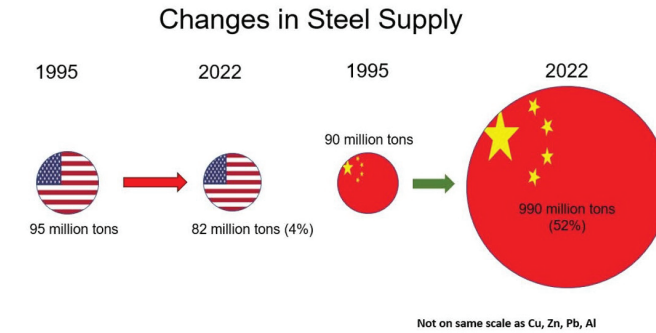 Changes in Steel Supply
1995
2022
1995
2022
90 million tons
95 million tons
82 million tons (4%)
990 million tons
(52%)
Not on same scale as Cu, Zn, Pb, Al